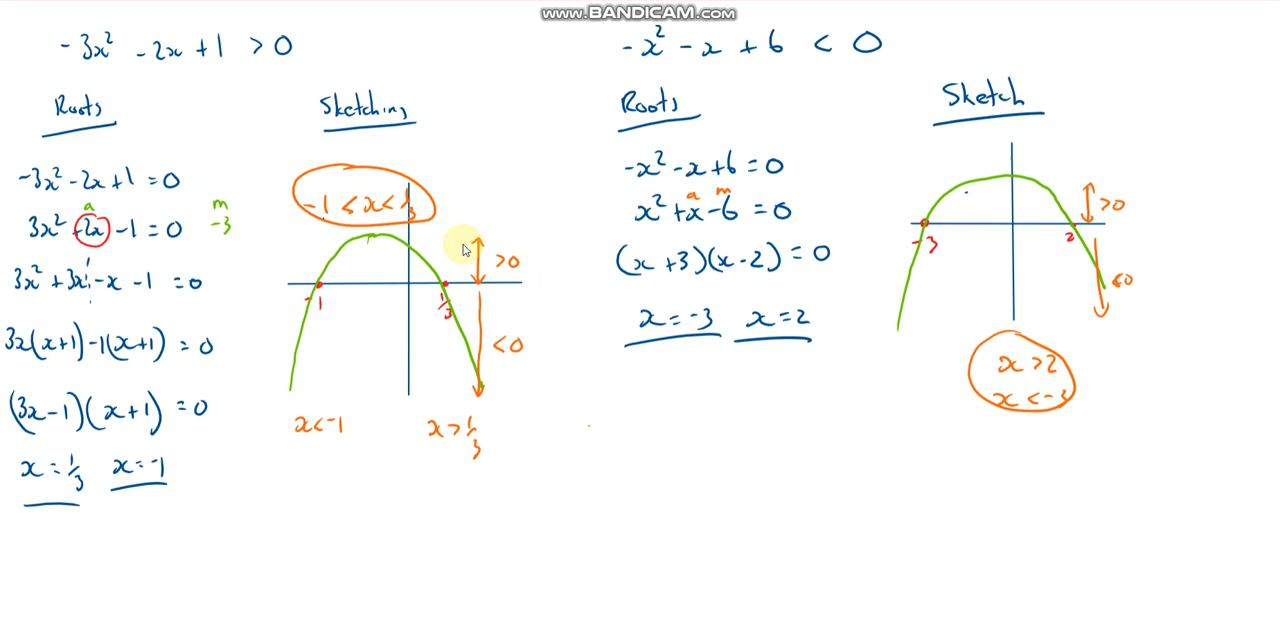 www.BANDICAM.com
-3x² - 2x + 1 > 0
Roots
-3x² - 2x + 1 = 0
a m
3x² + 2x - 1 = 0 -3
3x² + 3x - x - 1 = 0
3x(x+1) - 1(x+1) = 0
(3x-1)(x+1) = 0
x = 1/3 x = -1
Sketching
-1 < x < 1/3
>0
-1 1/3
<0
x < -1 x > 1/3
-x² - x + 6 < 0
Roots
-x² - x + 6 = 0
a m
x² + x - 6 = 0
(x + 3)(x - 2) = 0
x = -3 x = 2
Sketch
>0
-3 2
<0
x > 2
x < -3